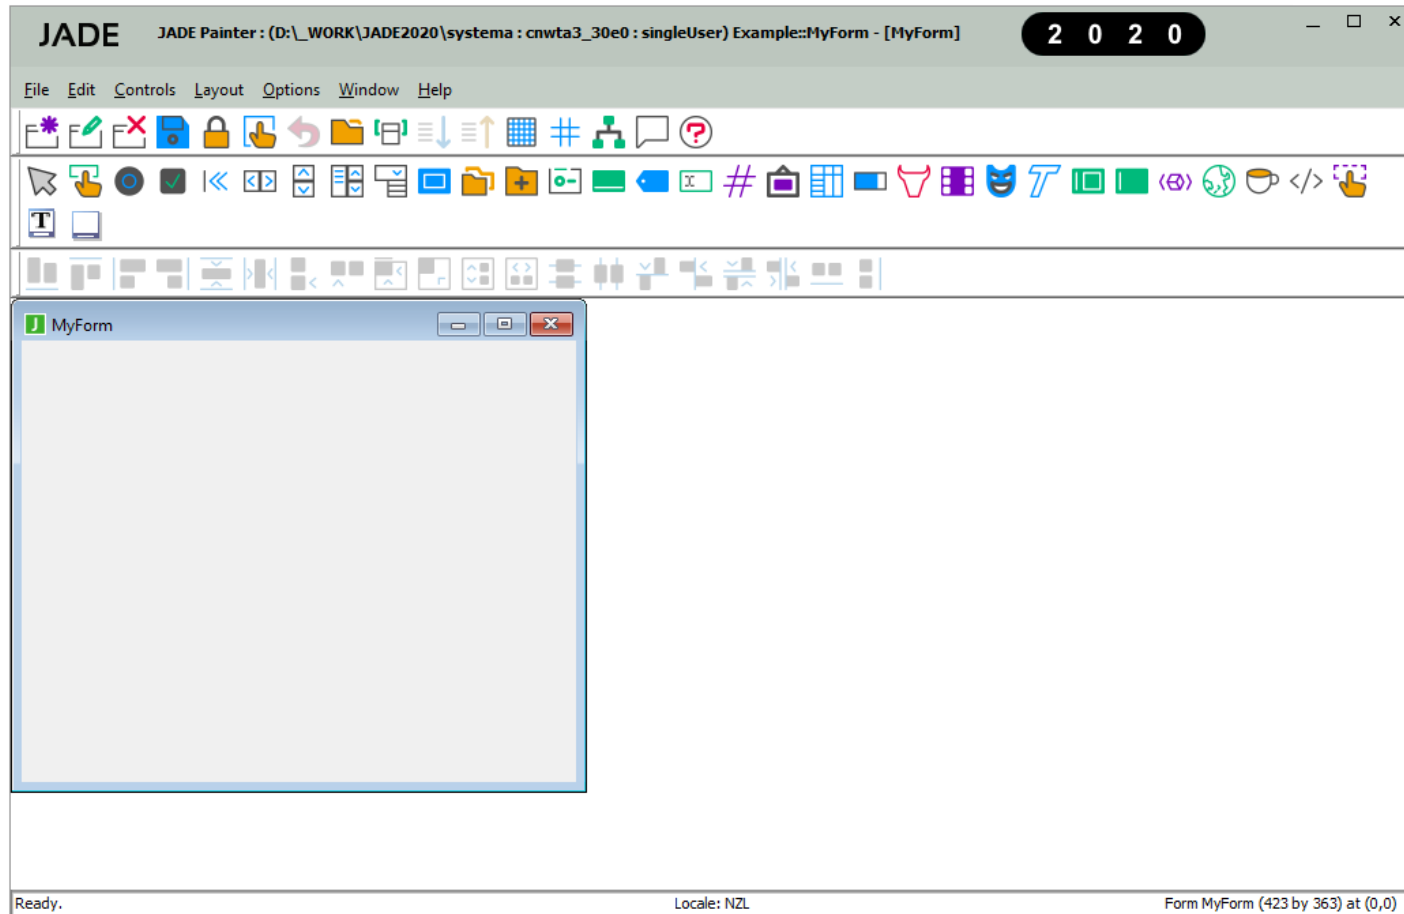 JADE JADE Painter : (D:\_WORK\JADE2020\systema : cnwta3_30e0 : singleUser) Example::MyForm - [MyForm] 2 0 2 0
File Edit Controls Layout Options Window Help
T
J MyForm
Ready. Locale: NZL Form MyForm (423 by 363) at (0,0)